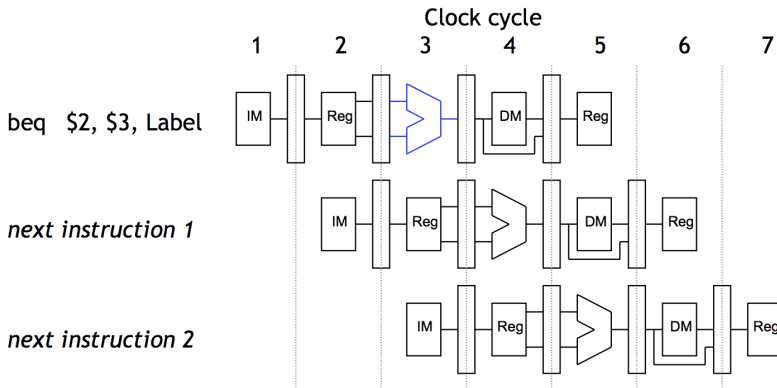 Clock cycle
1 2 3 4 5 6 7
beq $2, $3, Label
IM Reg DM Reg
next instruction 1
IM Reg DM Reg
next instruction 2
IM Reg DM Reg